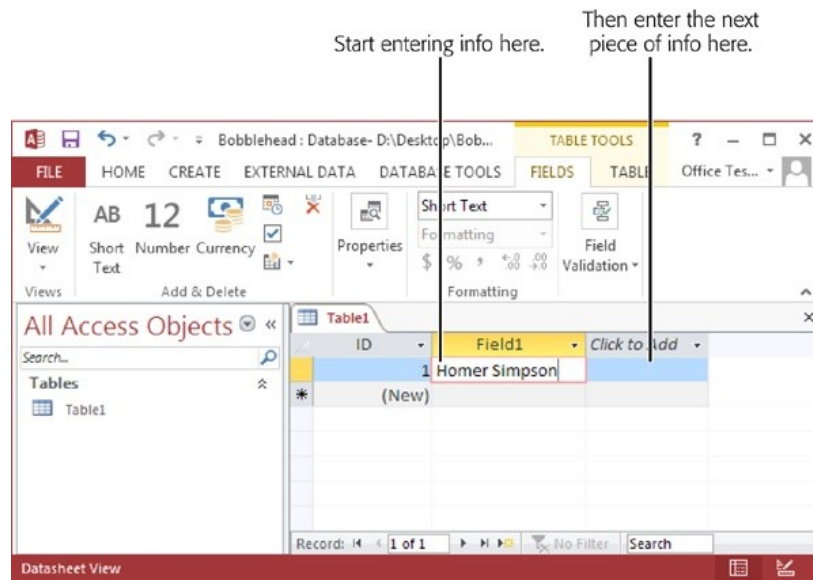 Start entering info here.
Then enter the next
piece of info here.
Bobblehead : Database- D:\Desktop\Bob...
TABLE TOOLS
?
FILE HOME CREATE EXTERNAL DATA DATABASE TOOLS FIELDS TABLE Office Tes...
AB 12
View Short Text Number Currency
Properties
Short Text
Formatting
$ % , .00 .00
Field Validation
Views Add & Delete Formatting
All Access Objects «
Search...
Tables
Table1
Table1
ID Field1 Click to Add
1 Homer Simpson
* (New)
Record: 1 of 1 No Filter Search
Datasheet View